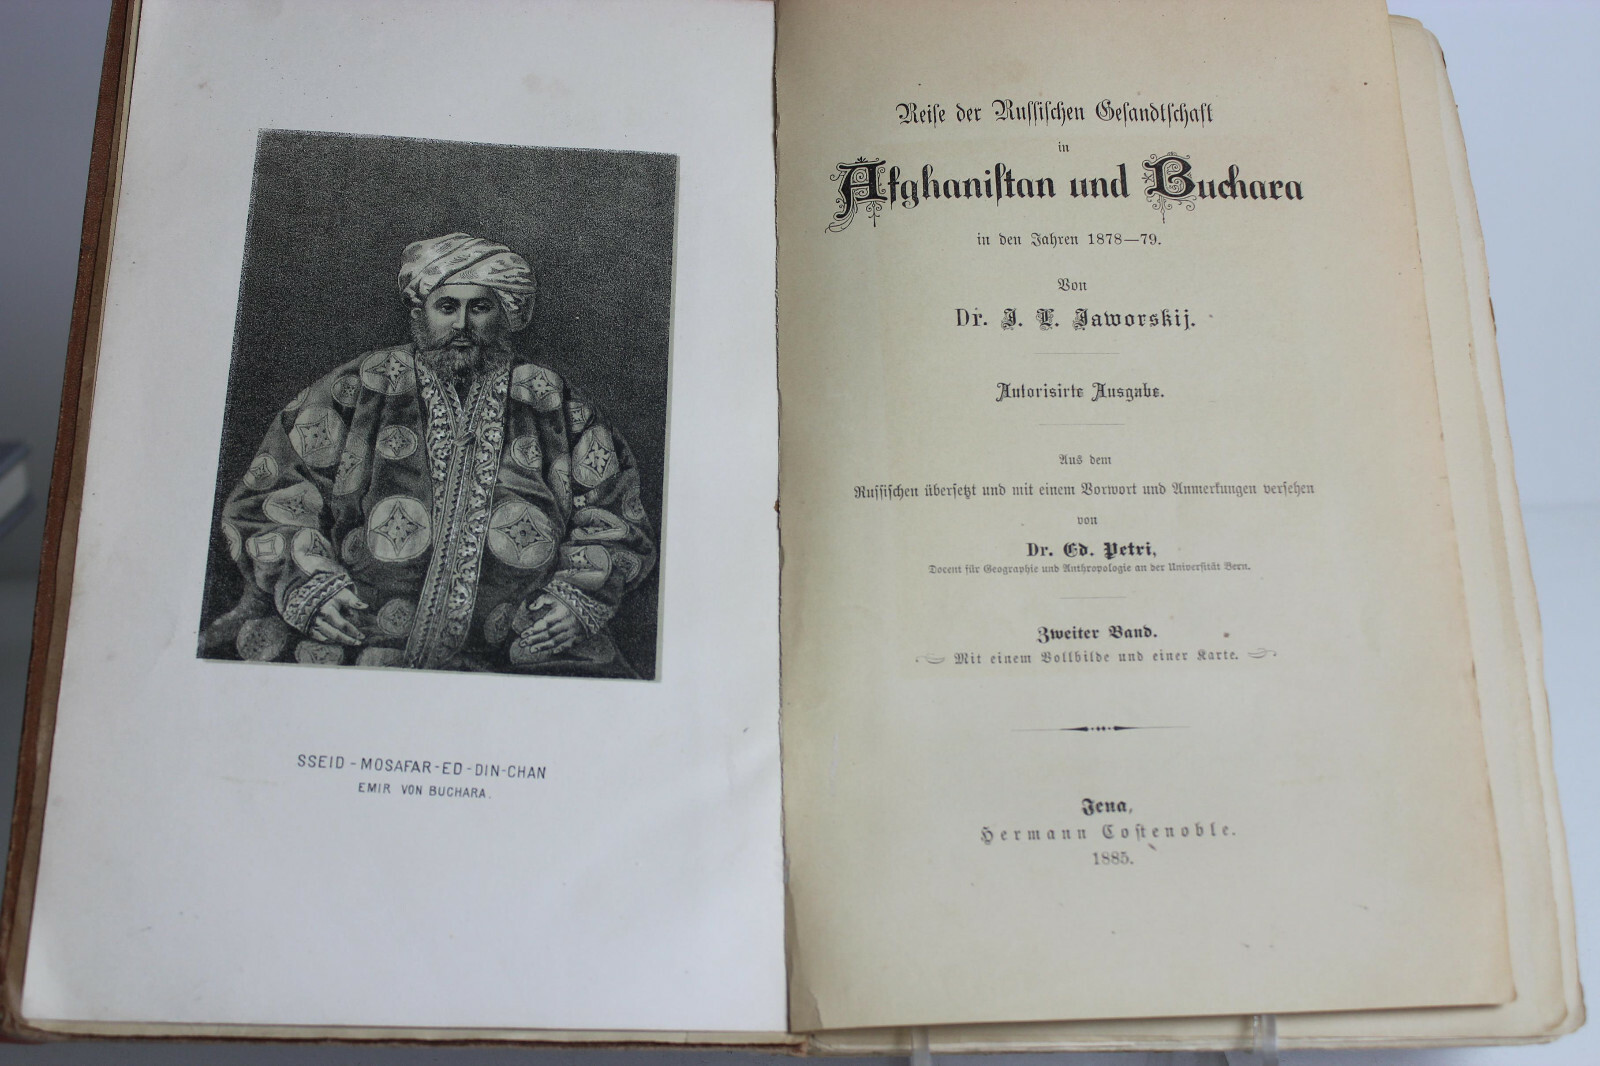 SSEID-MOSAFAR-ED-DIN-CHAN
EMIR VON BUCHARA.
Reise der Russischen Gesandtschaft
in
Afghanistan und Buchara
in den Jahren 1878—79.
Von
Dr. J. L. Jaworskij.
Autorisirte Ausgabe.
Aus dem
Russischen übersetzt und mit einem Vorwort und Anmerkungen versehen
von
Dr. Ed. Petri,
Docent für Geographie und Anthropologie an der Universität Bern.
Zweiter Band.
Mit einem Vollbilde und einer Karte.
Jena,
Hermann Costenoble.
1885.